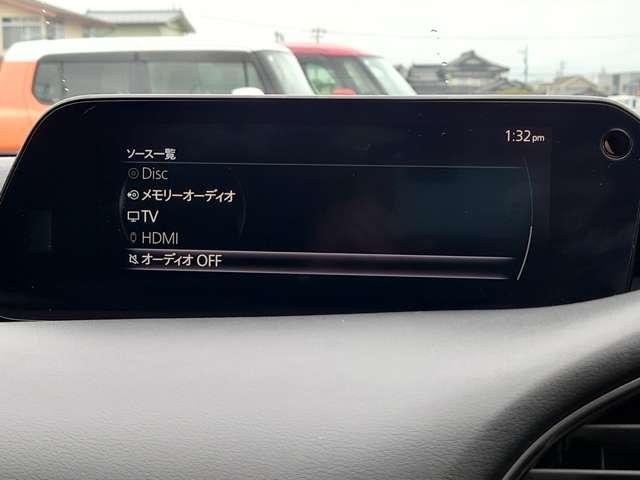 1:32pm
ソース一覧
Disc
メモリーオーディオ
TV
HDMI
オーディオ OFF